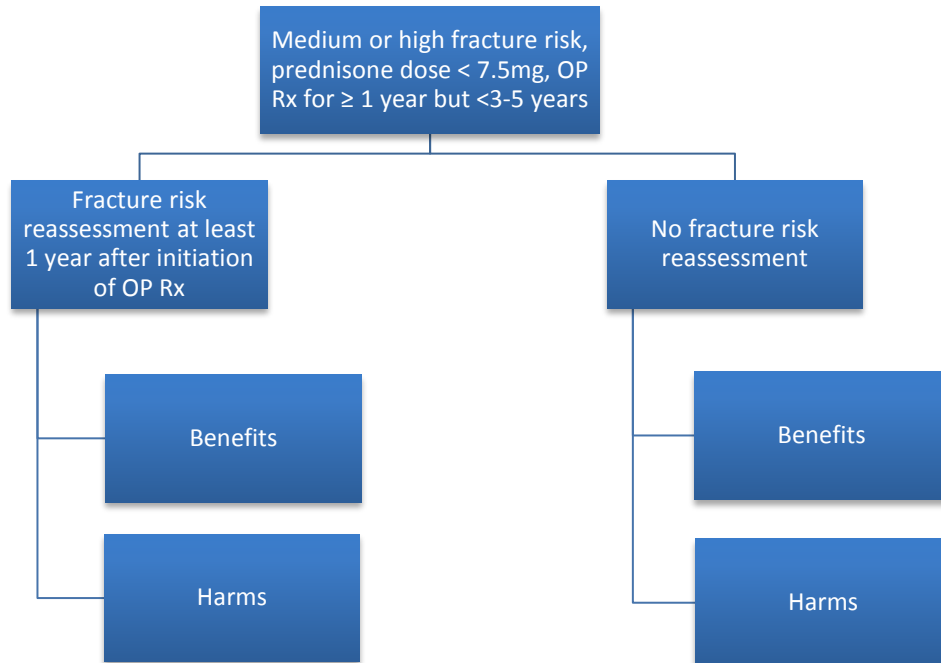 Medium or high fracture risk,
prednisone dose < 7.5mg, OP
Rx for ≥ 1 year but <3-5 years
Fracture risk
reassessment at least
1 year after initiation
of OP Rx
No fracture risk
reassessment
Benefits
Benefits
Harms
Harms